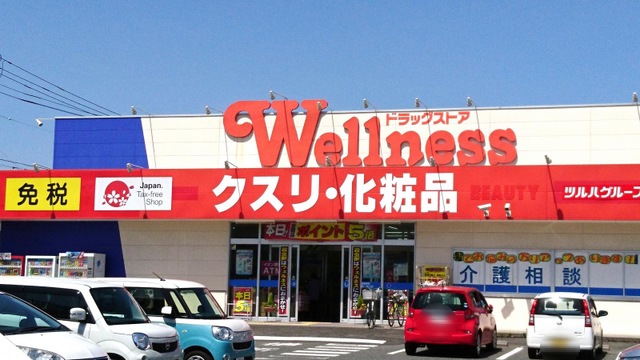 ドラッグストア
Wellness
免税
Japan.
Tax-free
Shop
クスリ・化粧品
BEAUTY
ツルハグループ
本日
ポイント5倍
ATM
本日
介護相談